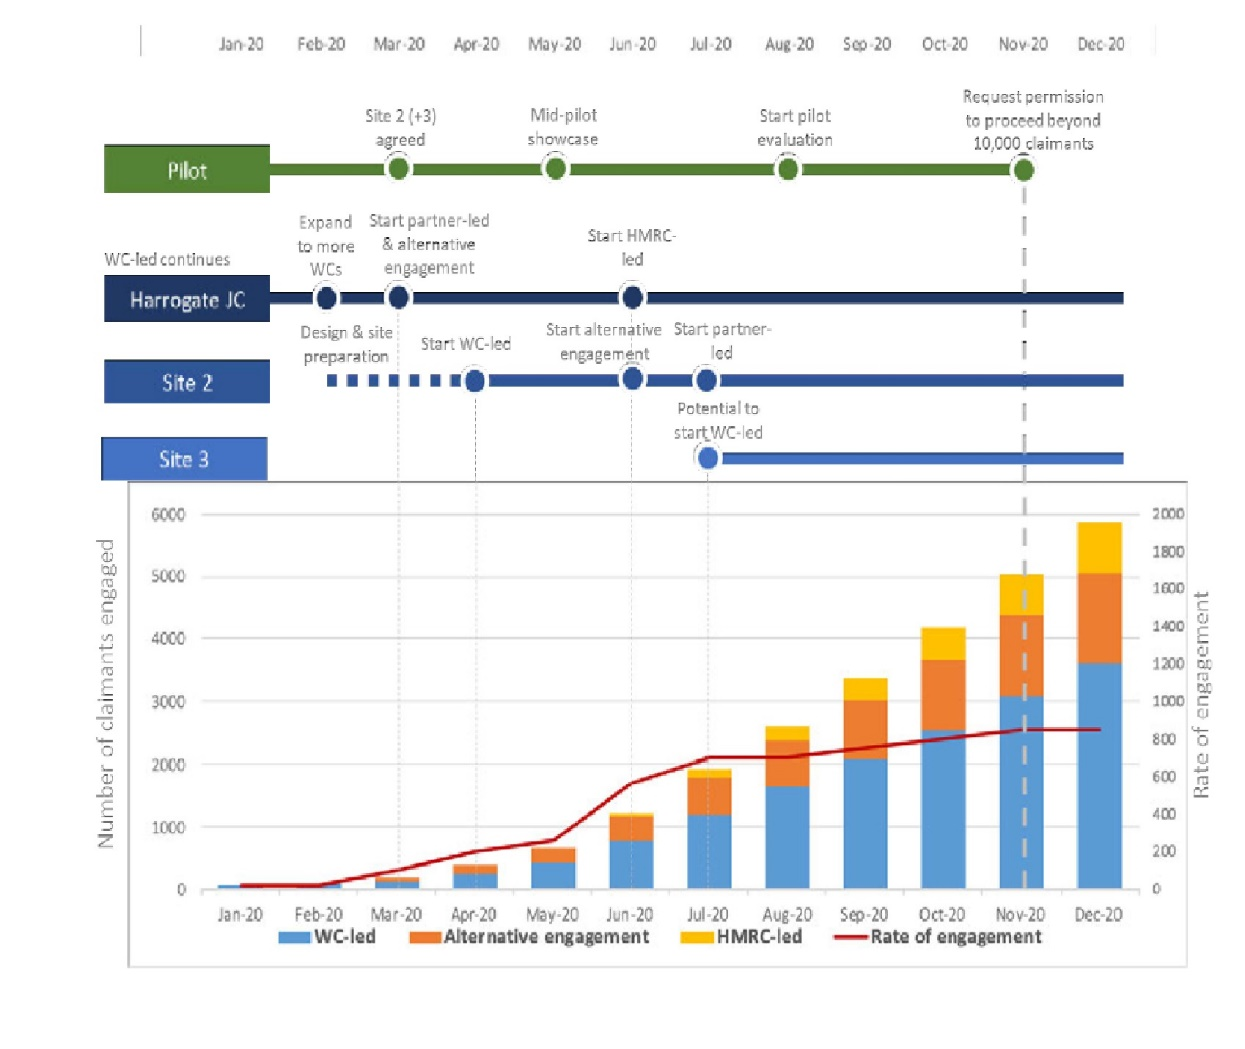 Jan-20 Feb-20 Mar-20 Apr-20 May-20 Jun-20 Jul-20 Aug-20 Sep-20 Oct-20 Nov-20 Dec-20
Site 2 (+3)
agreed
Mid-pilot
showcase
Start pilot
evaluation
Request permission
to proceed beyond
10,000 claimants
Pilot
Expand
to more
WCs
Start partner-led
& alternative
engagement
Start HMRC-
led
WC-led continues
Harrogate JC
Design & site
preparation
Start WC-led
Start alternative
engagement
Start partner-
led
Site 2
Potential to
start WC-led
Site 3
Number of claimants engaged
6000
5000
4000
3000
2000
1000
0
2000
1800
1600
1400
1200
1000
800
600
400
200
0
Rate of engagement
Jan-20 Feb-20 Mar-20 Apr-20 May-20 Jun-20 Jul-20 Aug-20 Sep-20 Oct-20 Nov-20 Dec-20
WC-led Alternative engagement HMRC-led Rate of engagement